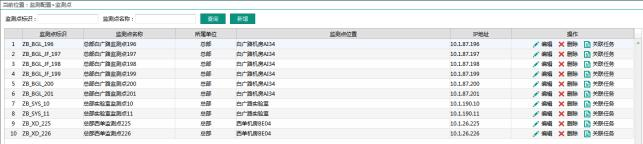 当前位置：监测配置>监测点
监测点标识： 监测点名称： 查询 新增
监测点标识 监测点名称 所属单位 监测点位置 IP地址 操作
1 ZB_BGL_196 总部白广路监测点196 总部 白广路机房AI34 10.1.87.196 编辑 删除 关联任务
2 ZB_BGL_JF_197 总部白广路监测点197 总部 白广路机房AI34 10.1.87.197 编辑 删除 关联任务
3 ZB_BGL_JF_198 总部白广路监测点198 总部 白广路机房AI34 10.1.87.198 编辑 删除 关联任务
4 ZB_BGL_JF_199 总部白广路监测点199 总部 白广路机房AI34 10.1.87.199 编辑 删除 关联任务
5 ZB_BGL_200 总部白广路监测点200 总部 白广路机房AI34 10.1.87.200 编辑 删除 关联任务
6 ZB_BGL_201 总部白广路监测点201 总部 白广路机房AI34 10.1.87.201 编辑 删除 关联任务
7 ZB_SYS_10 总部实验室监测点10 总部 白广路实验室 10.1.190.10 编辑 删除 关联任务
8 ZB_SYS_11 总部实验室监测点11 总部 白广路实验室 10.1.190.11 编辑 删除 关联任务
9 ZB_XD_225 总部西单监测点225 总部 西单机房BE04 10.1.26.225 编辑 删除 关联任务
10 ZB_XD_226 总部西单监测点226 总部 西单机房BE04 10.1.26.226 编辑 删除 关联任务